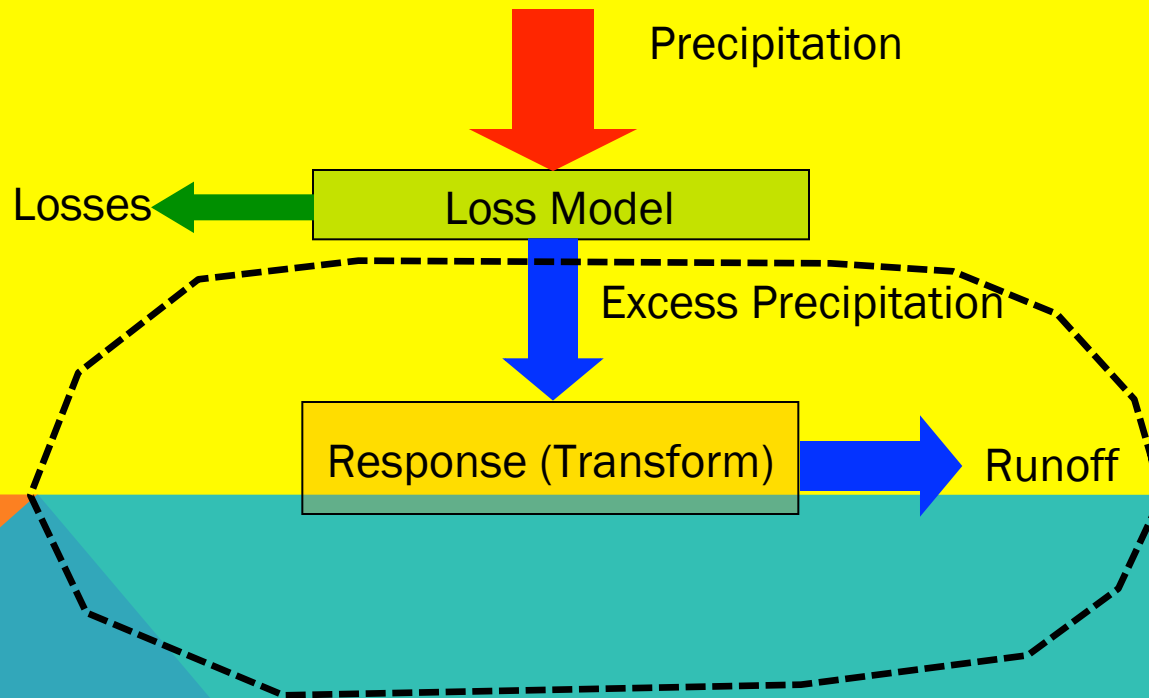 Precipitation
Losses
Loss Model
Excess Precipitation
Response (Transform)
Runoff